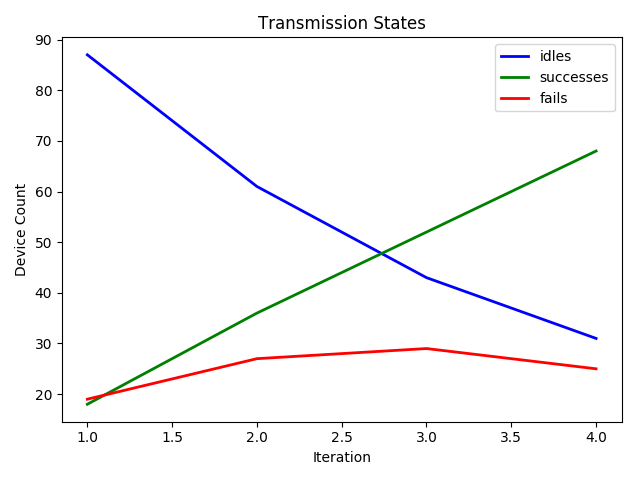 Transmission States
idles
successes
fails
Device Count
90
80
70
60
50
40
30
20
1.0 1.5 2.0 2.5 3.0 3.5 4.0
Iteration